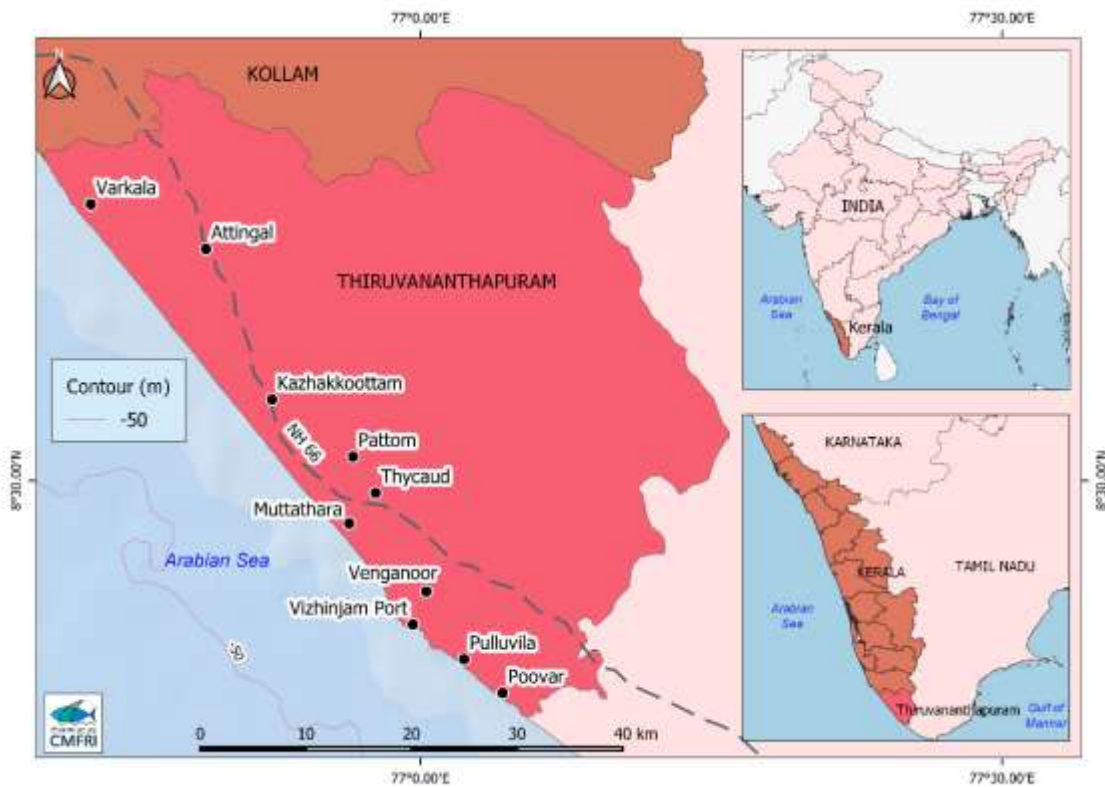 77°0.00'E
77°30.00'E
N
KOLLAM
Varkala
Attingal
THIRUVANANTHAPURAM
Contour (m)
-50
Kazhakkoottam
NH 66
Pattom
Thycaud
Muttathara
8°30.00'N
8°30.00'N
Arabian Sea
Venganoor
Vizhinjam Port
-50
Pulluvila
Poovar
CMFRI
0 10 20 30 40 km
77°0.00'E
77°30.00'E
INDIA
Arabian
Sea
Bay of
Bengal
Kerala
KARNATAKA
KERALA
TAMIL NADU
Arabian
Sea
Thiruvananthapuram
Gulf of
Mannar